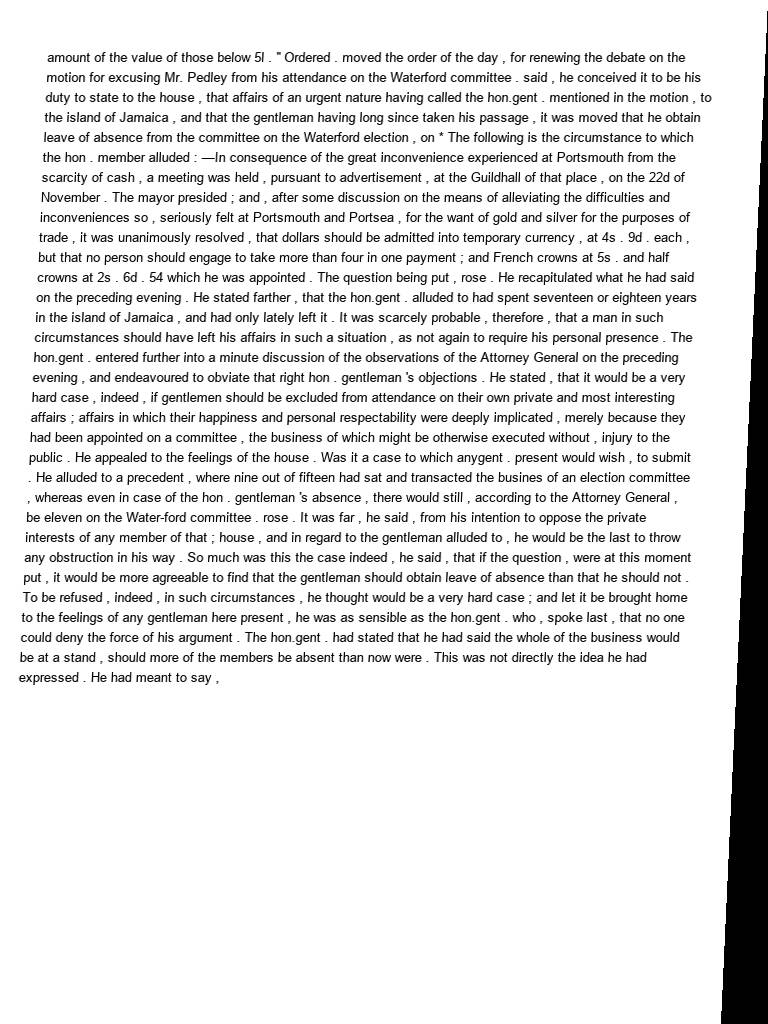 amount of the value of those below 5l . " Ordered . moved the order of the day , for renewing the debate on the
motion for excusing Mr. Pedley from his attendance on the Waterford committee . said , he conceived it to be his
duty to state to the house , that affairs of an urgent nature having called the hon.gent . mentioned in the motion , to
the island of Jamaica , and that the gentleman having long since taken his passage , it was moved that he obtain
leave of absence from the committee on the Waterford election , on * The following is the circumstance to which
the hon . member alluded : —In consequence of the great inconvenience experienced at Portsmouth from the
scarcity of cash , a meeting was held , pursuant to advertisement , at the Guildhall of that place , on the 22d of
November . The mayor presided ; and , after some discussion on the means of alleviating the difficulties and
inconveniences so , seriously felt at Portsmouth and Portsea , for the want of gold and silver for the purposes of
trade , it was unanimously resolved , that dollars should be admitted into temporary currency , at 4s . 9d . each ,
but that no person should engage to take more than four in one payment ; and French crowns at 5s . and half
crowns at 2s . 6d . 54 which he was appointed . The question being put , rose . He recapitulated what he had said
on the preceding evening . He stated farther , that the hon.gent . alluded to had spent seventeen or eighteen years
in the island of Jamaica , and had only lately left it . It was scarcely probable , therefore , that a man in such
circumstances should have left his affairs in such a situation , as not again to require his personal presence . The
hon.gent . entered further into a minute discussion of the observations of the Attorney General on the preceding
evening , and endeavoured to obviate that right hon . gentleman 's objections . He stated , that it would be a very
hard case , indeed , if gentlemen should be excluded from attendance on their own private and most interesting
affairs ; affairs in which their happiness and personal respectability were deeply implicated , merely because they
had been appointed on a committee , the business of which might be otherwise executed without , injury to the
public . He appealed to the feelings of the house . Was it a case to which anygent . present would wish , to submit
. He alluded to a precedent , where nine out of fifteen had sat and transacted the busines of an election committee
, whereas even in case of the hon . gentleman 's absence , there would still , according to the Attorney General ,
be eleven on the Water-ford committee . rose . It was far , he said , from his intention to oppose the private
interests of any member of that ; house , and in regard to the gentleman alluded to , he would be the last to throw
any obstruction in his way . So much was this the case indeed , he said , that if the question , were at this moment
put , it would be more agreeable to find that the gentleman should obtain leave of absence than that he should not .
To be refused , indeed , in such circumstances , he thought would be a very hard case ; and let it be brought home
to the feelings of any gentleman here present , he was as sensible as the hon.gent . who , spoke last , that no one
could deny the force of his argument . The hon.gent . had stated that he had said the whole of the business would
be at a stand , should more of the members be absent than now were . This was not directly the idea he had
expressed . He had meant to say ,